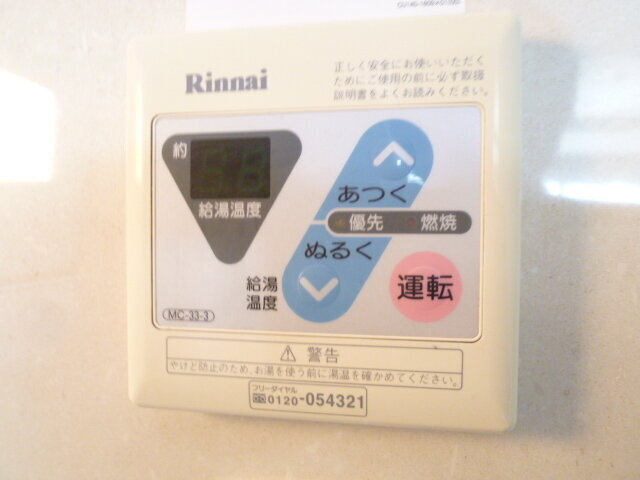 Rinnai
正しく安全にお使いいただく
ためにご使用の前に必ず取扱
説明書をよくお読みください。
約
給湯温度
あつく
優先 燃焼
ぬるく
給湯
温度
運転
MC-33-3
⚠ 警告
やけど防止のため、お湯を使う前に湯温を確かめてください。
フリーダイヤル
0120-054321